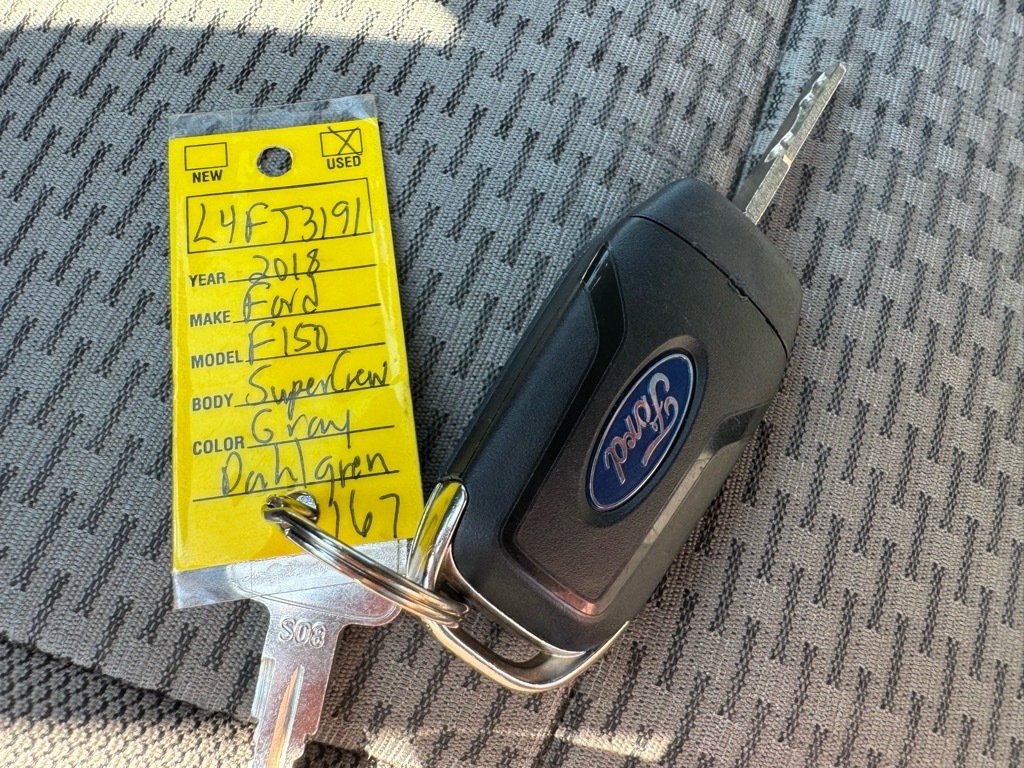 NEW USED
L4FT3191
YEAR 2018
MAKE Ford
MODEL F150
BODY SuperCrew
COLOR Gray
Dahlgren
167
Ford
S08